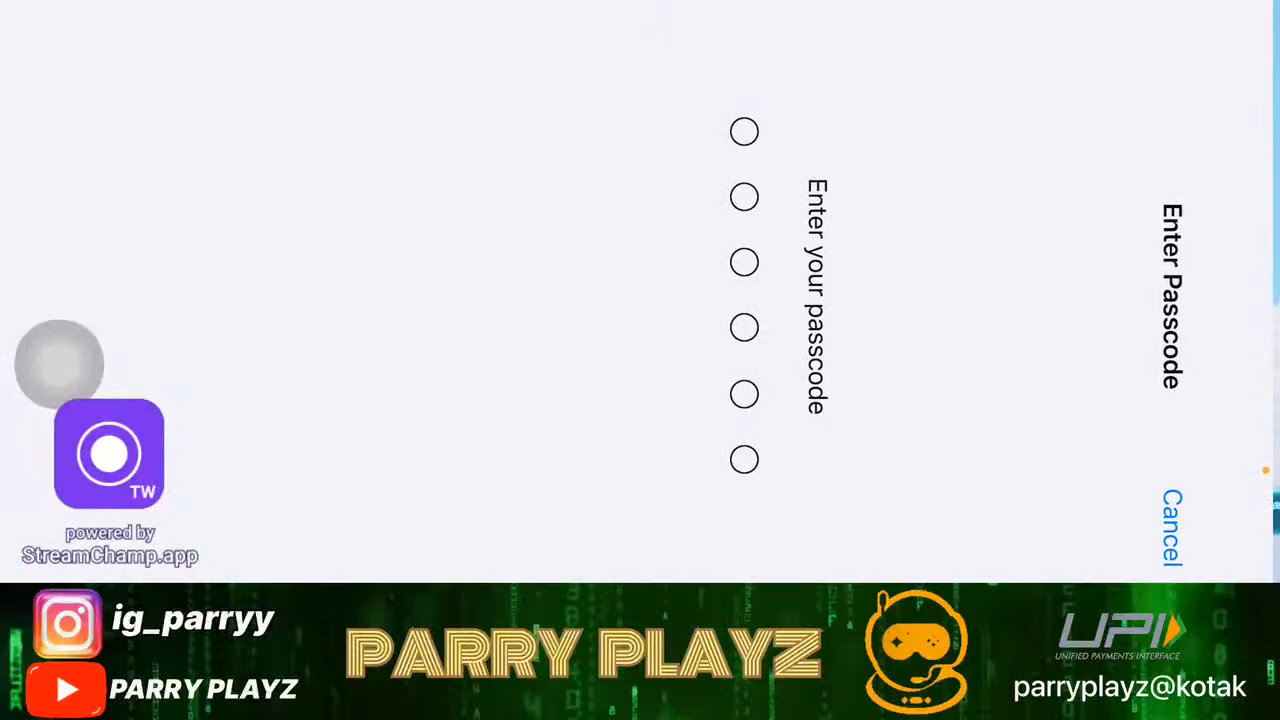 Enter Passcode
Cancel
Enter your passcode
TW
powered by
StreamChamp.app
ig_parryy
PARRY PLAYZ
PARRY PLAYZ
UPI
UNIFIED PAYMENTS INTERFACE
parryplayz@kotak